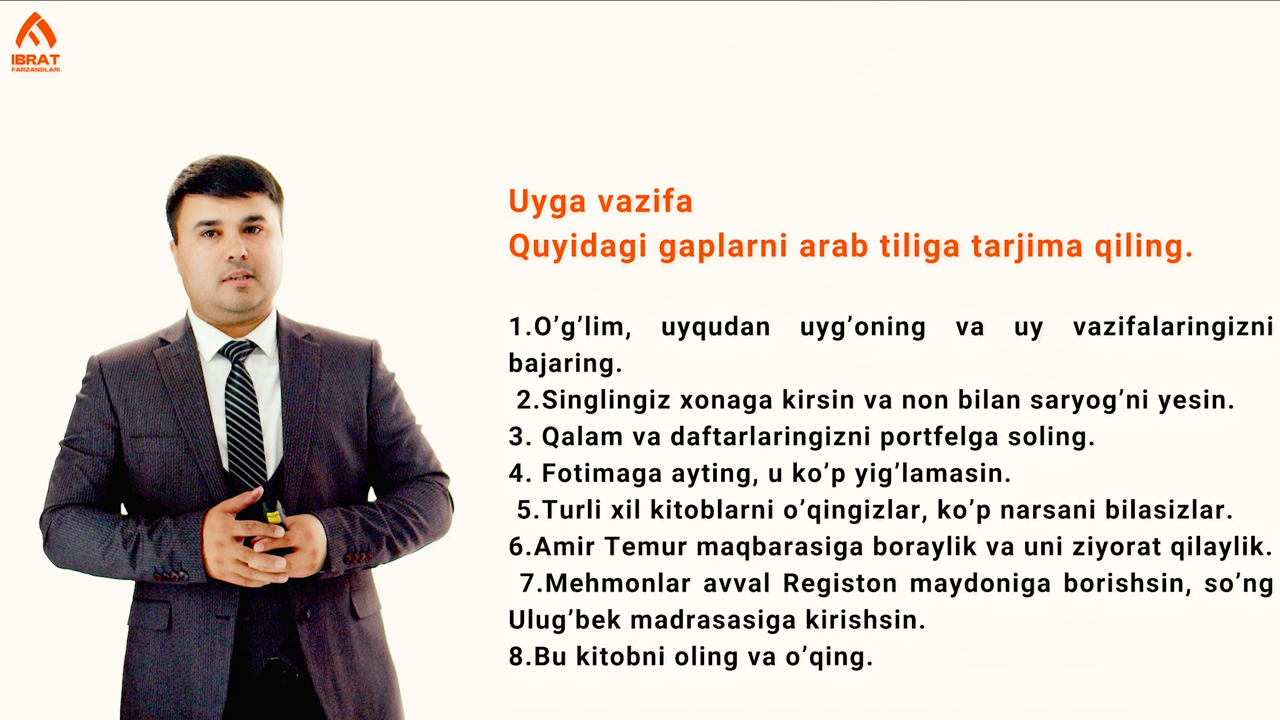 IBRAT
FARZANDLARI
Uyga vazifa
Quyidagi gaplarni arab tiliga tarjima qiling.
1.O’g’lim, uyqudan uyg’oning va uy vazifalaringizni
bajaring.
2.Singlingiz xonaga kirsin va non bilan saryog’ni yesin.
3. Qalam va daftarlaringizni portfelga soling.
4. Fotimaga ayting, u ko’p yig’lamasin.
5.Turli xil kitoblarni o’qingizlar, ko’p narsani bilasizlar.
6.Amir Temur maqbarasiga boraylik va uni ziyorat qilaylik.
7.Mehmonlar avval Registon maydoniga borishsin, so’ng
Ulug’bek madrasasiga kirishsin.
8.Bu kitobni oling va o’qing.